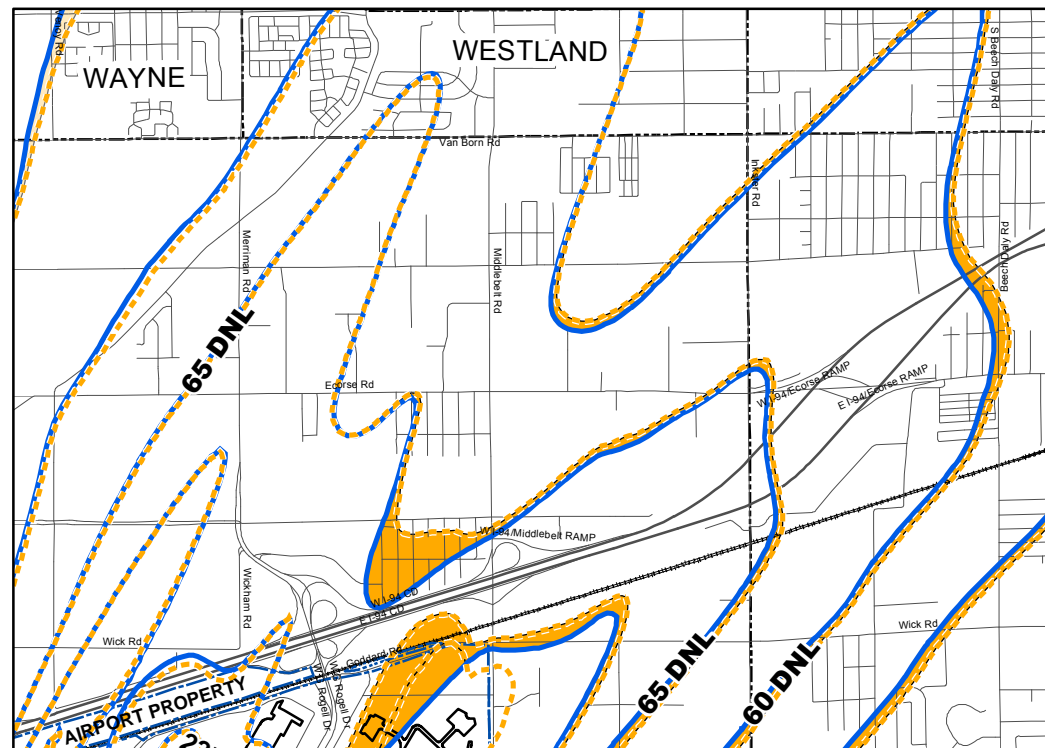 WAYNE
WESTLAND
S Beech Daly Rd
Van Born Rd
Inkster Rd
Merriman Rd
Middlebelt Rd
Beech Daly Rd
65 DNL
Ecorse Rd
W I-94/Ecorse RAMP
E I-94/Ecorse RAMP
W I-94/Middlebelt RAMP
Wickham Rd
W I-94 CD
E I-94 CD
Wick Rd
Wick Rd
Goddard Rd
AIRPORT PROPERTY
65 DNL
60 DNL